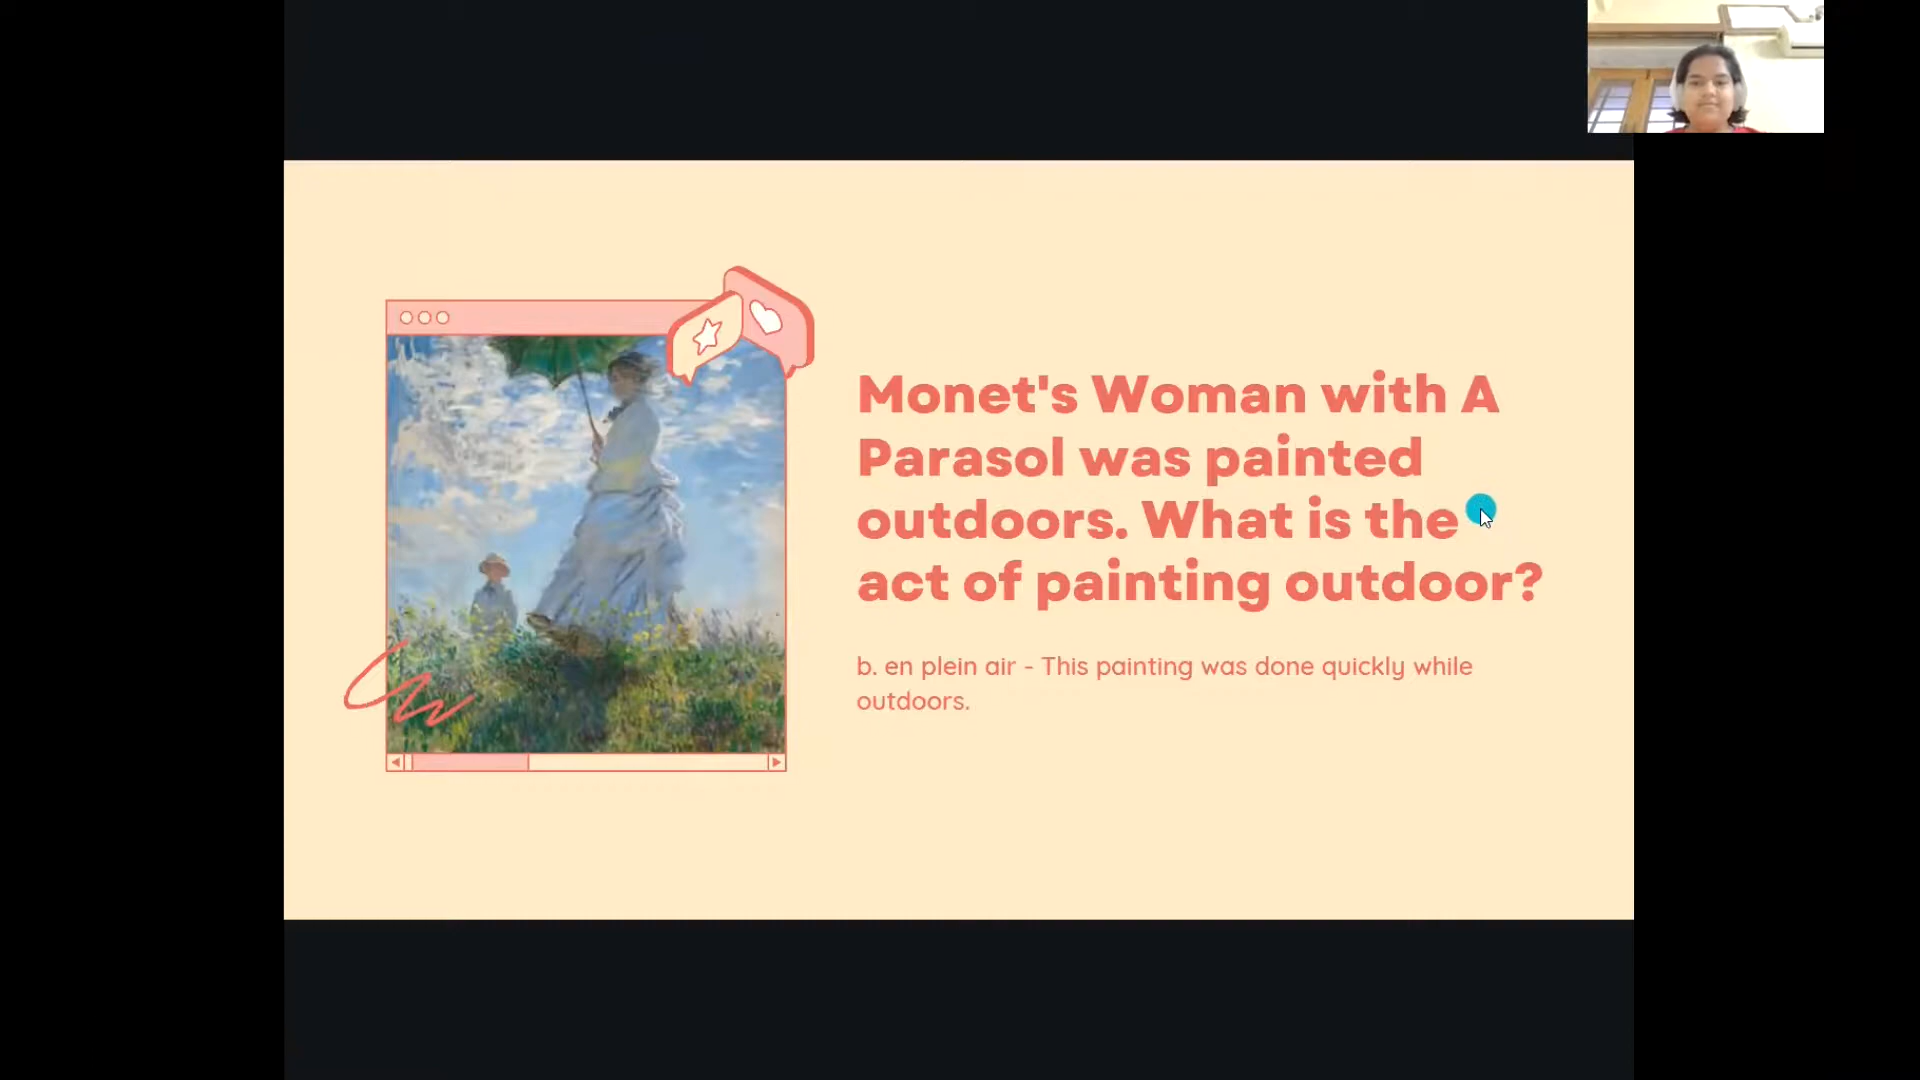 Monet's Woman with A
Parasol was painted
outdoors. What is the
act of painting outdoor?
b. en plein air - This painting was done quickly while
outdoors.